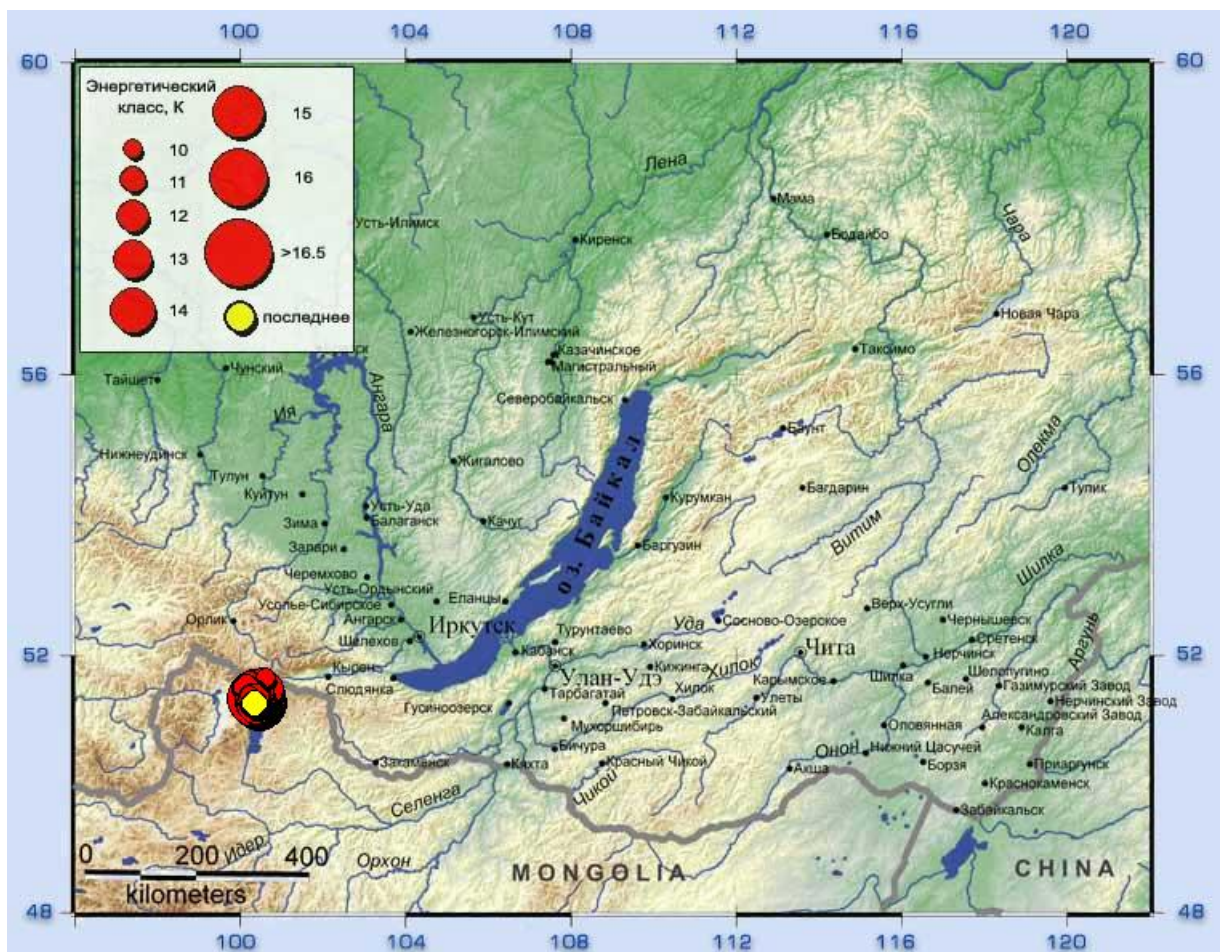 100 104 108 112 116 120
60 60
Энергетический
класс, К
15
10
11
16
12
13
>16.5
14
последнее
Лена
Мама
Усть-Илимск
Чара
Бодайбо
Киренск
Усть-Кут
Новая Чара
Железногорск-Илимский
Казачинское
Таксимо
Магистральный
Чунский
56 56
Тайшет
Ангара
Северобайкальск
Ия
Баунт
Олекма
Нижнеудинск
Жигалово
Тулун
Багдарин
Тупик
Куйтун
Курумкан
оз. Байкал
Усть-Уда
Балаганск
Зима
Качуг
Витим
Залари
Баргузин
Шилка
Черемхово
Усть-Ордынский
Еланцы
Усолье-Сибирское
Верх-Усугли
Орлик
Ангарск
Уда
Сосново-Озерское
Чернышевск
Иркутск
Турунтаево
Аргунь
Шелехов
Хоринск
Сретенск
Кабанск
Чита
52 52
Нерчинск
Кырен
Улан-Удэ
Кижинга
Хилок
Шилка
Шелопугино
Слюдянка
Карымское
Балей
Газимурский Завод
Тарбагатай
Хилок
Улеты
Гусиноозерск
Петровск-Забайкальский
Нерчинский Завод
Мухоршибирь
Оловянная
Александровский Завод
Калга
Бичура
Онон
Нижний Цасучей
Закаменск
Кяхта
Красный Чикой
Акша
Борзя
Приаргунск
Чикой
Краснокаменск
Селенга
Забайкальск
Идер
Орхон
0 200 400
kilometers
MONGOLIA
CHINA
48 48
100 104 108 112 116 120